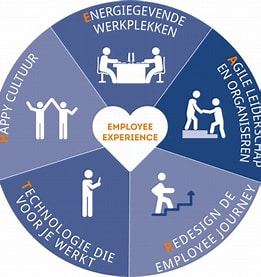 ENERGIEGEVENDE
WERKPLEKKEN
AGILE LEIDERSCHAP
EN ORGANISEREN
REDESIGN DE
EMPLOYEE JOURNEY
TECHNOLOGIE DIE
VOOR JE WERKT
HAPPY CULTUUR
EMPLOYEE
EXPERIENCE